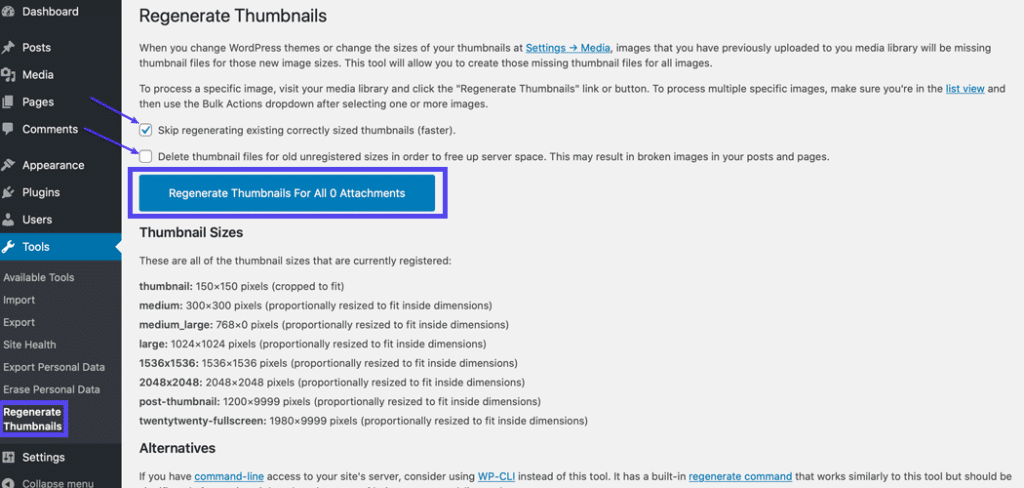 Dashboard
Posts
Media
Pages
Comments
Appearance
Plugins
Users
Tools
Available Tools
Import
Export
Site Health
Export Personal Data
Erase Personal Data
Regenerate
Thumbnails
Settings
Collapse menu
Regenerate Thumbnails
When you change WordPress themes or change the sizes of your thumbnails at Settings → Media, images that you have previously uploaded to you media library will be missing
thumbnail files for those new image sizes. This tool will allow you to create those missing thumbnail files for all images.
To process a specific image, visit your media library and click the "Regenerate Thumbnails" link or button. To process multiple specific images, make sure you're in the list view and
then use the Bulk Actions dropdown after selecting one or more images.
Skip regenerating existing correctly sized thumbnails (faster).
Delete thumbnail files for old unregistered sizes in order to free up server space. This may result in broken images in your posts and pages.
Regenerate Thumbnails For All 0 Attachments
Thumbnail Sizes
These are all of the thumbnail sizes that are currently registered:
thumbnail: 150×150 pixels (cropped to fit)
medium: 300×300 pixels (proportionally resized to fit inside dimensions)
medium_large: 768×0 pixels (proportionally resized to fit inside dimensions)
large: 1024×1024 pixels (proportionally resized to fit inside dimensions)
1536x1536: 1536×1536 pixels (proportionally resized to fit inside dimensions)
2048x2048: 2048×2048 pixels (proportionally resized to fit inside dimensions)
post-thumbnail: 1200×9999 pixels (proportionally resized to fit inside dimensions)
twentytwenty-fullscreen: 1980×9999 pixels (proportionally resized to fit inside dimensions)
Alternatives
If you have command-line access to your site's server, consider using WP-CLI instead of this tool. It has a built-in regenerate command that works similarly to this tool but should be